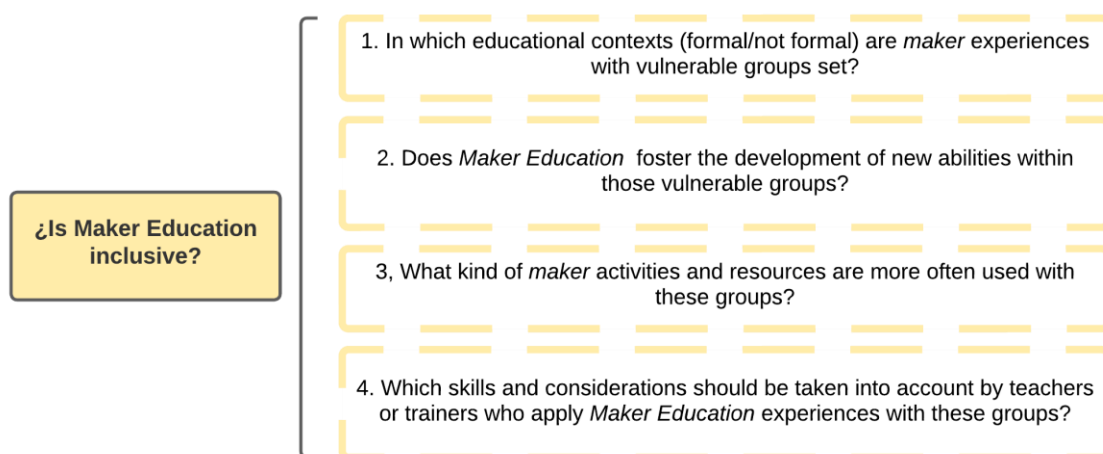 1. In which educational contexts (formal/not formal) are maker experiences
with vulnerable groups set?
2. Does Maker Education foster the development of new abilities within
those vulnerable groups?
¿Is Maker Education
inclusive?
3, What kind of maker activities and resources are more often used with
these groups?
4. Which skills and considerations should be taken into account by teachers
or trainers who apply Maker Education experiences with these groups?